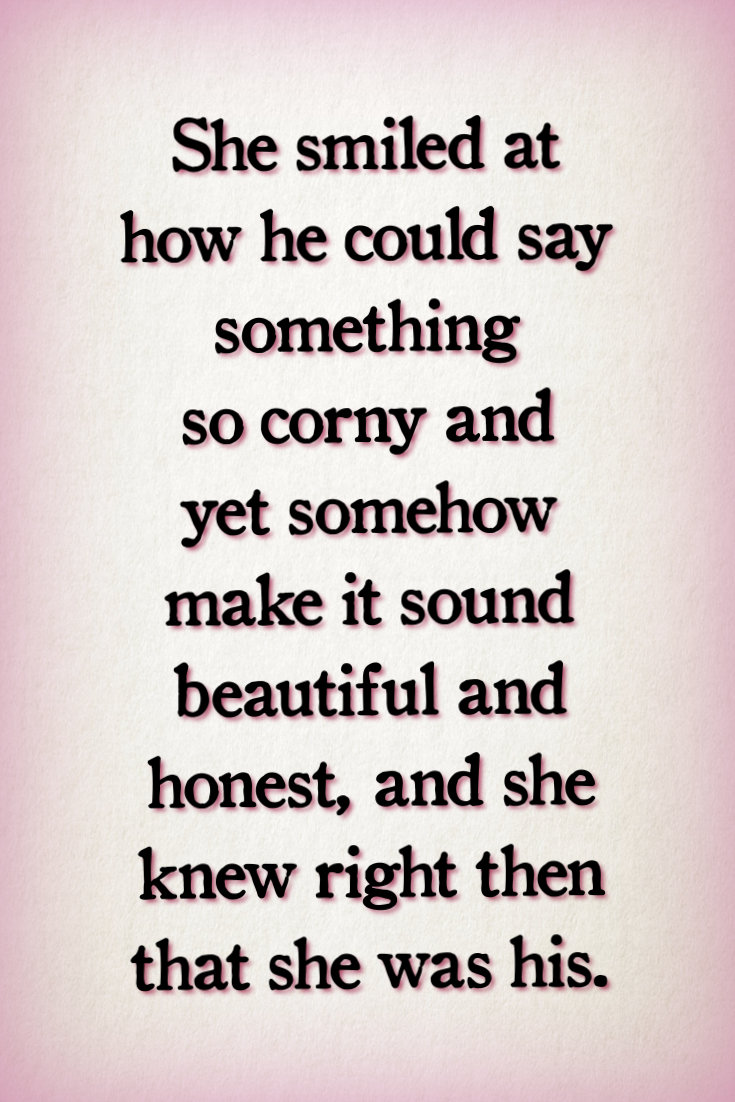 She smiled at
how he could say
something
so corny and
yet somehow
make it sound
beautiful and
honest, and she
knew right then
that she was his.